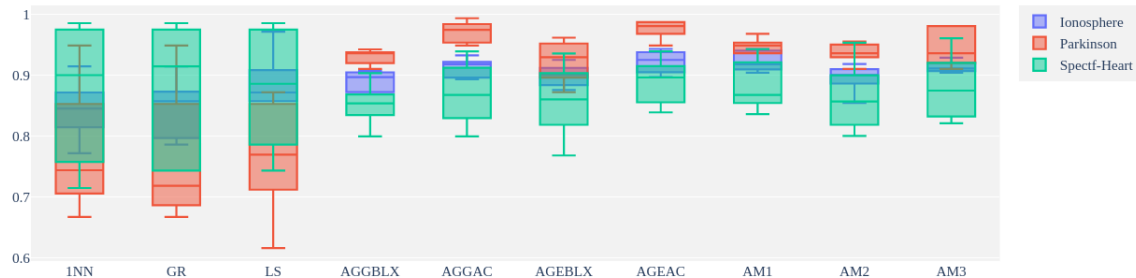 1
0.9
0.8
0.7
0.6
1NN GR LS AGGBLX AGGAC AGEBLX AGEAC AM1 AM2 AM3
Ionosphere
Parkinson
Spectf-Heart